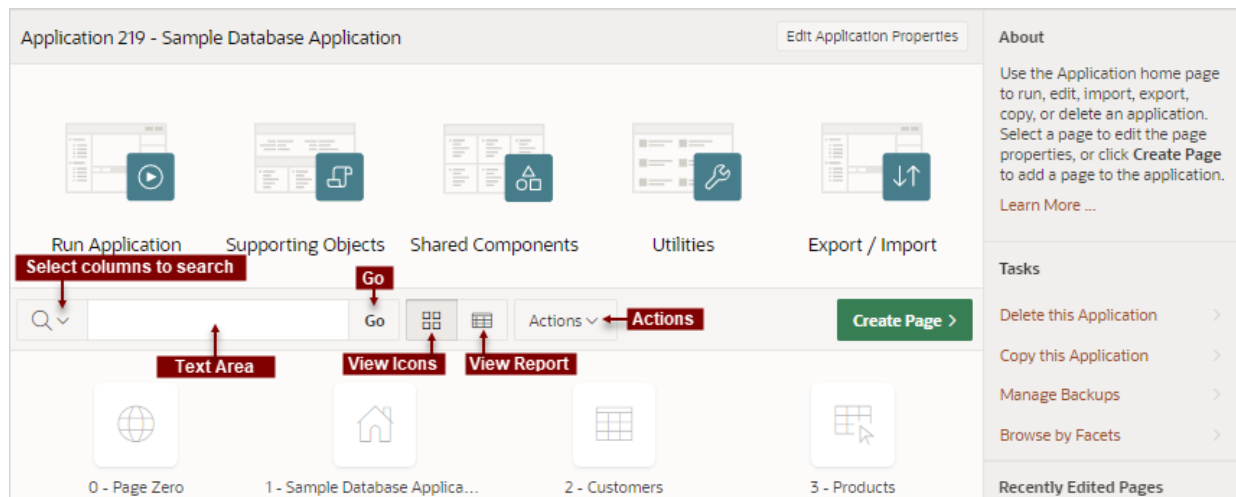 Application 219 - Sample Database Application
Edit Application Properties
Run Application
Supporting Objects
Shared Components
Utilities
Export / Import
Select columns to search
Go
Go
Actions
Actions
Create Page >
Text Area
View Icons
View Report
0 - Page Zero
1 - Sample Database Applica...
2 - Customers
3 - Products
About
Use the Application home page
to run, edit, import, export,
copy, or delete an application.
Select a page to edit the page
properties, or click Create Page
to add a page to the application.
Learn More ...
Tasks
Delete this Application
Copy this Application
Manage Backups
Browse by Facets
Recently Edited Pages